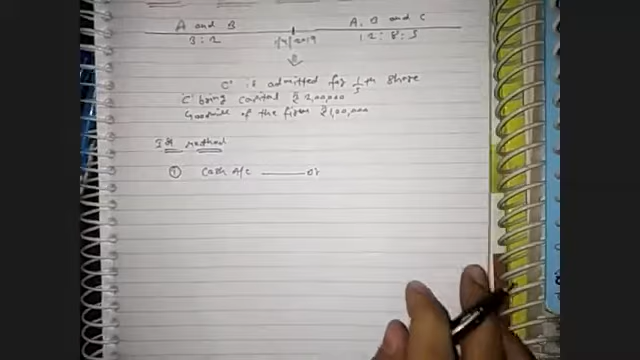 A and B
A, B and C
3 : 2
1/4/2019
12 : 8 : 5
C is admitted for 1/5th share
C bring capital ₹ 2,00,000
Goodwill of the firm ₹ 1,00,000
Ist method
① Cash A/c ——— Dr